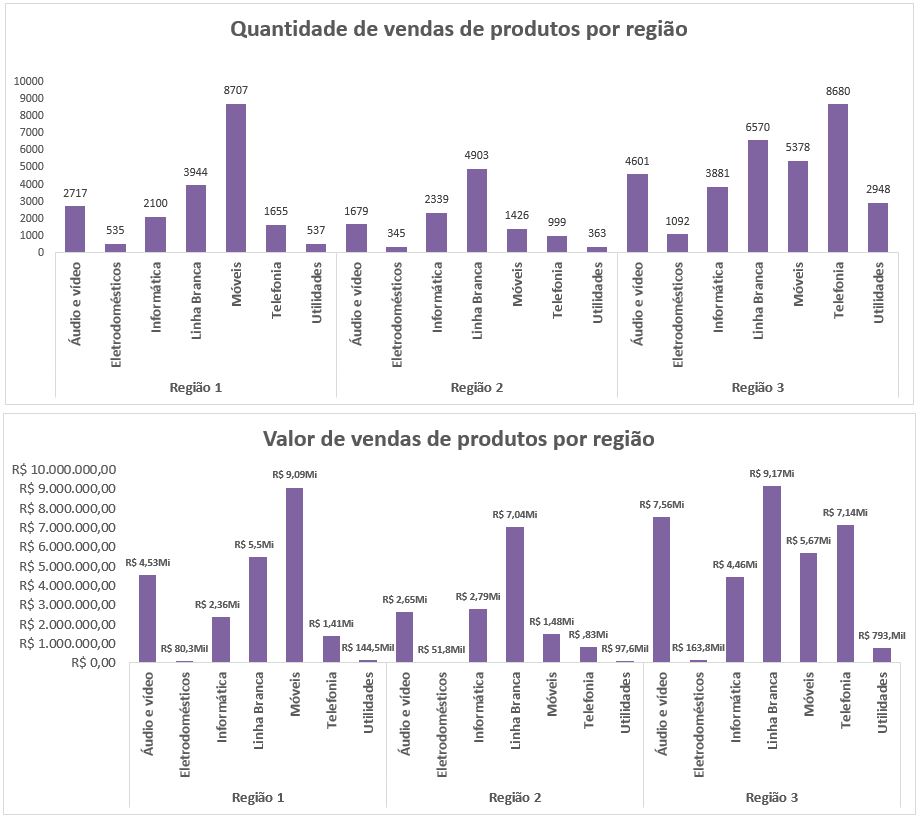 Quantidade de vendas de produtos por região
10000
9000
8000
7000
6000
5000
4000
3000
2000
1000
0
2717
535
2100
3944
8707
1655
537
1679
345
2339
4903
1426
999
363
4601
1092
3881
6570
5378
8680
2948
Áudio e vídeo
Eletrodomésticos
Informática
Linha Branca
Móveis
Telefonia
Utilidades
Áudio e vídeo
Eletrodomésticos
Informática
Linha Branca
Móveis
Telefonia
Utilidades
Áudio e vídeo
Eletrodomésticos
Informática
Linha Branca
Móveis
Telefonia
Utilidades
Região 1
Região 2
Região 3
Valor de vendas de produtos por região
R$ 10.000.000,00
R$ 9.000.000,00
R$ 8.000.000,00
R$ 7.000.000,00
R$ 6.000.000,00
R$ 5.000.000,00
R$ 4.000.000,00
R$ 3.000.000,00
R$ 2.000.000,00
R$ 1.000.000,00
R$ 0,00
R$ 4,53Mi
R$ 80,3Mil
R$ 2,36Mi
R$ 5,5Mi
R$ 9,09Mi
R$ 1,41Mi
R$ 144,5Mil
R$ 2,65Mi
R$ 51,8Mil
R$ 2,79Mi
R$ 7,04Mi
R$ 1,48Mi
R$ ,83Mi
R$ 97,6Mil
R$ 7,56Mi
R$ 163,8Mil
R$ 4,46Mi
R$ 9,17Mi
R$ 5,67Mi
R$ 7,14Mi
R$ 793,Mil
Áudio e vídeo
Eletrodomésticos
Informática
Linha Branca
Móveis
Telefonia
Utilidades
Áudio e vídeo
Eletrodomésticos
Informática
Linha Branca
Móveis
Telefonia
Utilidades
Áudio e vídeo
Eletrodomésticos
Informática
Linha Branca
Móveis
Telefonia
Utilidades
Região 1
Região 2
Região 3